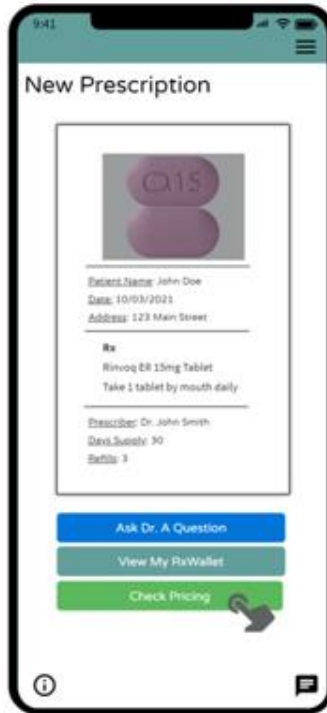 9:41
New Prescription
a15
Patient Name: John Doe
Date: 10/03/2021
Address: 123 Main Street
Rx
Rinvoq ER 15mg Tablet
Take 1 tablet by mouth daily
Prescriber: Dr. John Smith
Days Supply: 30
Refills: 3
Ask Dr. A Question
View My RxWallet
Check Pricing